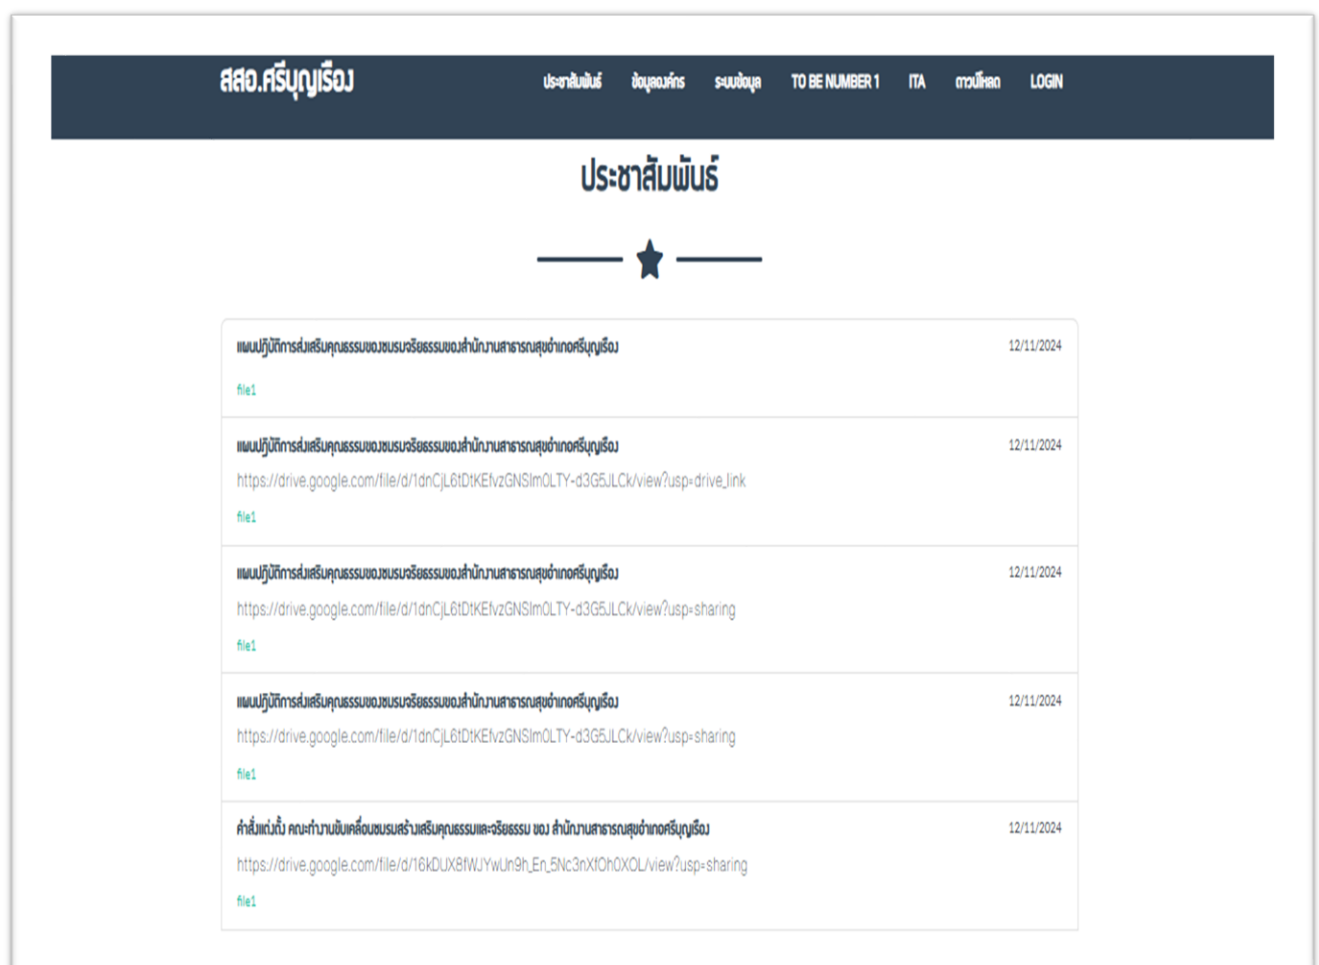 สสอ.ศรีบุญเรือง
ประชาสัมพันธ์ ข้อมูลองค์กร ระบบข้อมูล TO BE NUMBER 1 ITA ดาวน์โหลด LOGIN
ประชาสัมพันธ์
แผนปฏิบัติการส่งเสริมคุณธรรมของชมรมจริยธรรมของสำนักงานสาธารณสุขอำเภอศรีบุญเรือง 12/11/2024
file1
แผนปฏิบัติการส่งเสริมคุณธรรมของชมรมจริยธรรมของสำนักงานสาธารณสุขอำเภอศรีบุญเรือง 12/11/2024
https://drive.google.com/file/d/1dnCjL6tDtKEfvzGNSIm0LTY-d3G5JLCk/view?usp=drive_link
file1
แผนปฏิบัติการส่งเสริมคุณธรรมของชมรมจริยธรรมของสำนักงานสาธารณสุขอำเภอศรีบุญเรือง 12/11/2024
https://drive.google.com/file/d/1dnCjL6tDtKEfvzGNSIm0LTY-d3G5JLCk/view?usp=sharing
file1
แผนปฏิบัติการส่งเสริมคุณธรรมของชมรมจริยธรรมของสำนักงานสาธารณสุขอำเภอศรีบุญเรือง 12/11/2024
https://drive.google.com/file/d/1dnCjL6tDtKEfvzGNSIm0LTY-d3G5JLCk/view?usp=sharing
file1
คำสั่งแต่งตั้ง คณะทำงานขับเคลื่อนชมรมสร้างเสริมคุณธรรมและจริยธรรม ของ สำนักงานสาธารณสุขอำเภอศรีบุญเรือง 12/11/2024
https://drive.google.com/file/d/16kDUX8fWJYwUn9h_En_5Nc3nXfOh0XOL/view?usp=sharing
file1